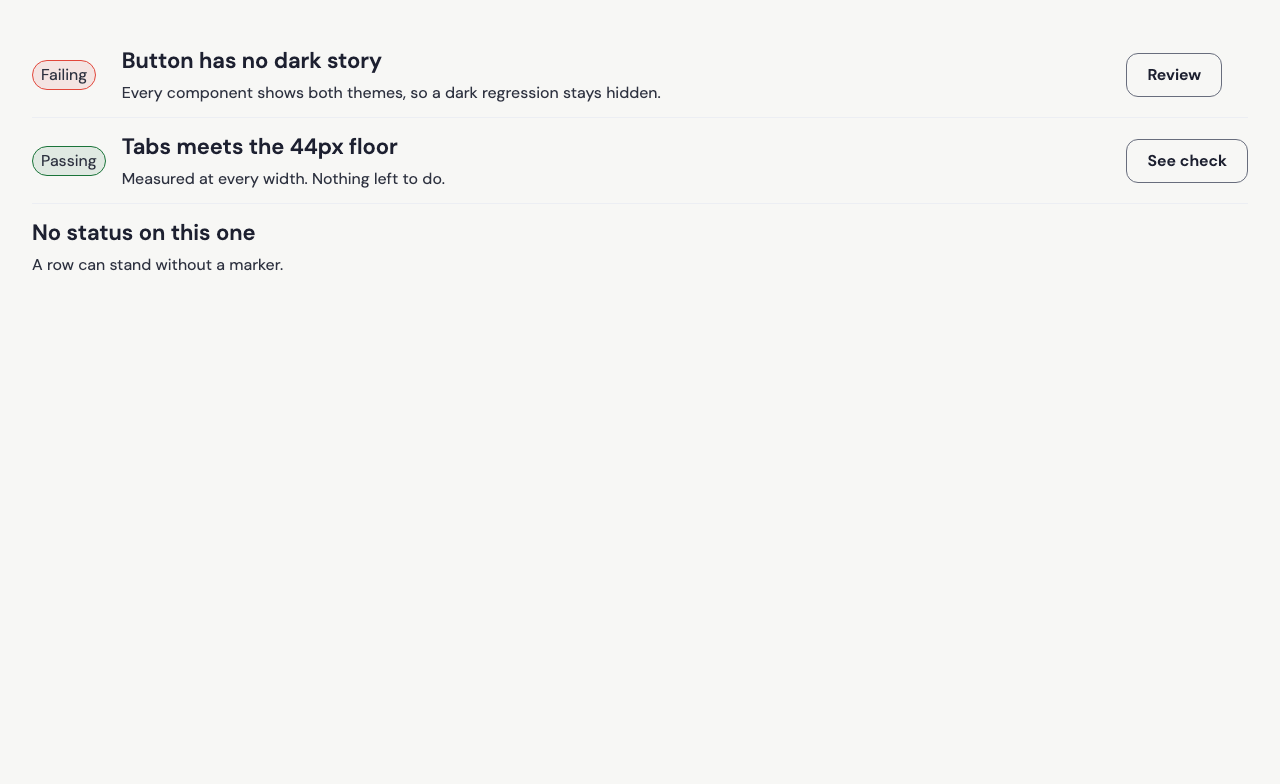 Failing
Button has no dark story
Every component shows both themes, so a dark regression stays hidden.
Review
Passing
Tabs meets the 44px floor
Measured at every width. Nothing left to do.
See check
No status on this one
A row can stand without a marker.